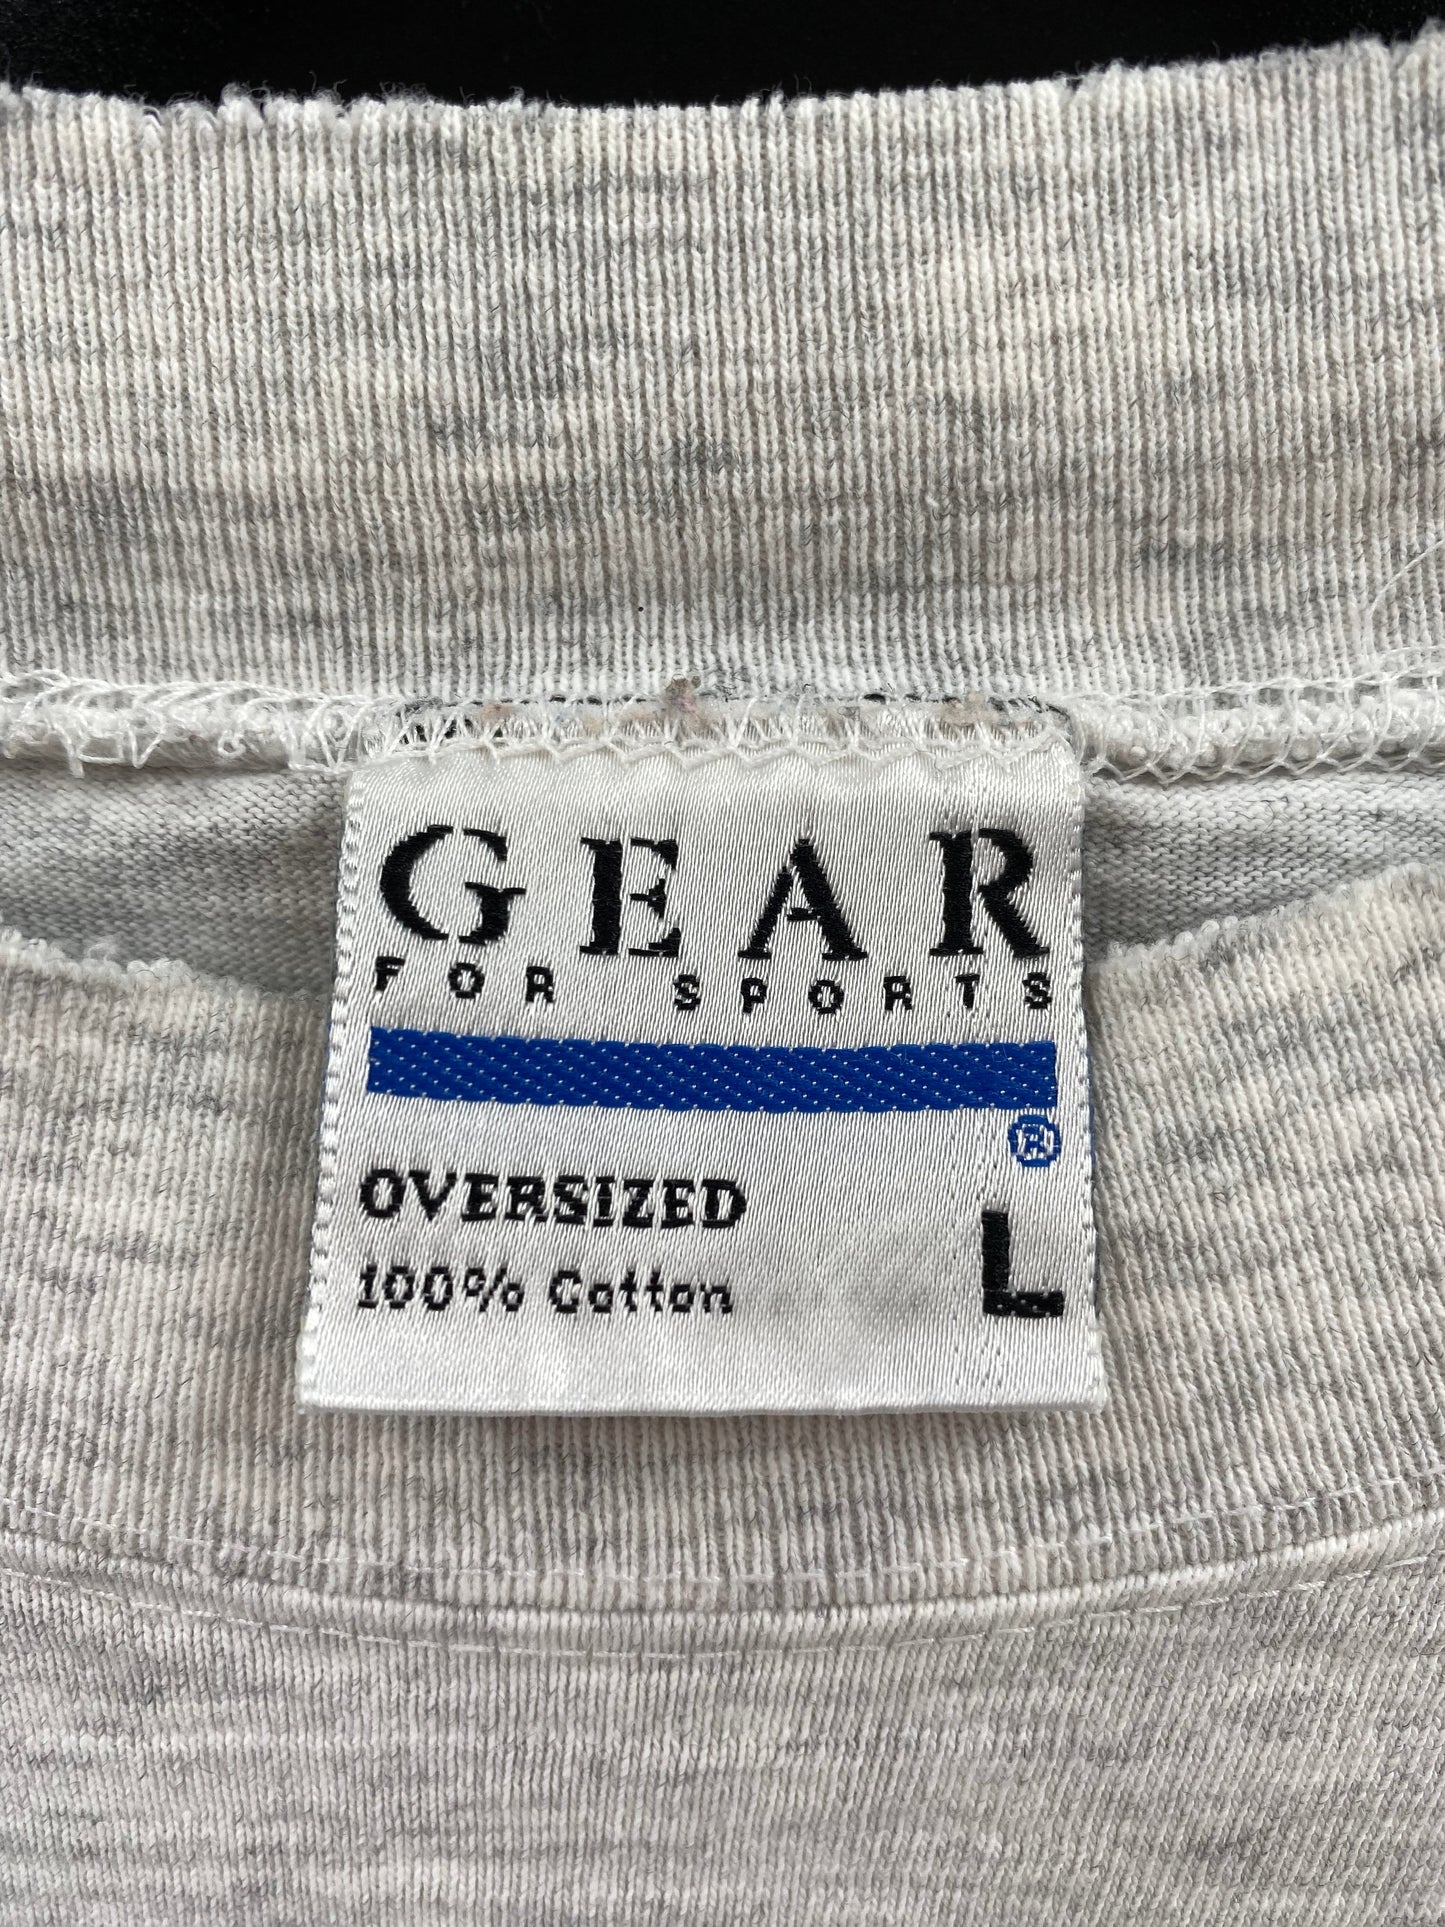 GEAR
FOR SPORTS
®
OVERSIZED
100% Cotton L